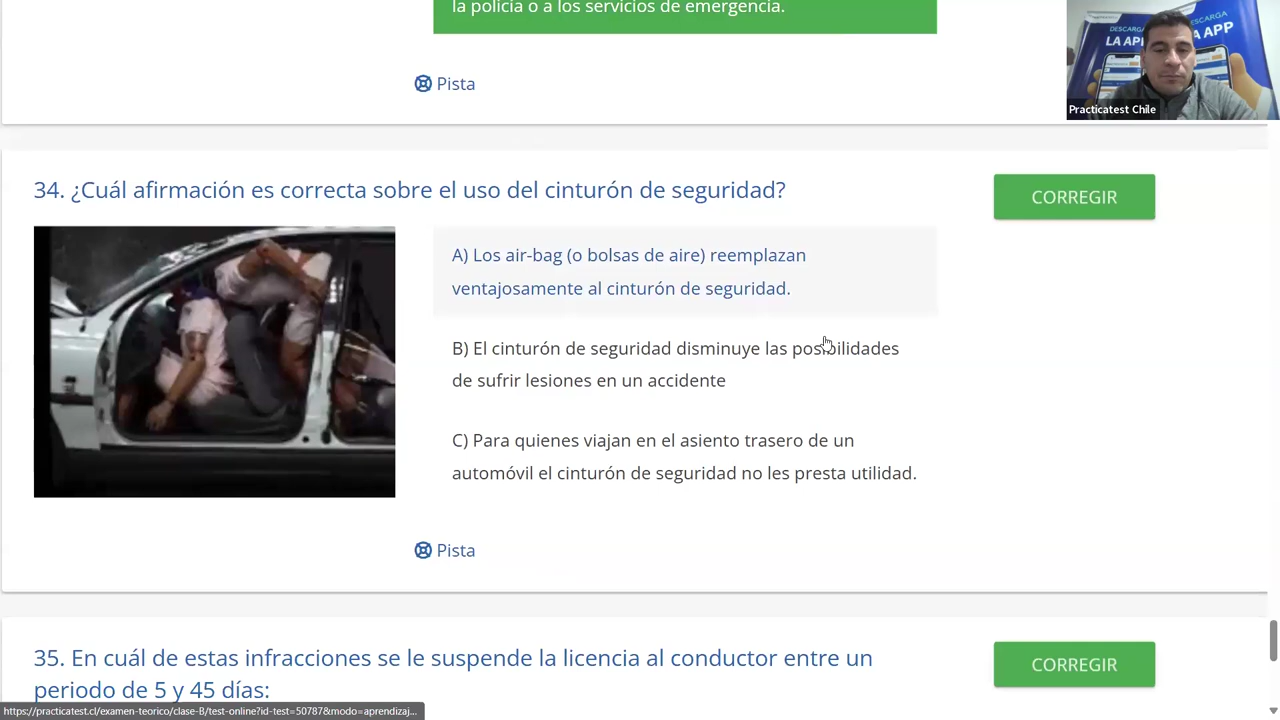 la policía o a los servicios de emergencia.
Pista
DESCARGA
LA APP
DESCARGA
LA APP
Practicatest Chile
34. ¿Cuál afirmación es correcta sobre el uso del cinturón de seguridad?
CORREGIR
A) Los air-bag (o bolsas de aire) reemplazan
ventajosamente al cinturón de seguridad.
B) El cinturón de seguridad disminuye las posibilidades
de sufrir lesiones en un accidente
C) Para quienes viajan en el asiento trasero de un
automóvil el cinturón de seguridad no les presta utilidad.
Pista
35. En cuál de estas infracciones se le suspende la licencia al conductor entre un
periodo de 5 y 45 días:
CORREGIR
https://practicatest.cl/examen-teorico/clase-B/test-online?id-test=50787&modo=aprendizaj...